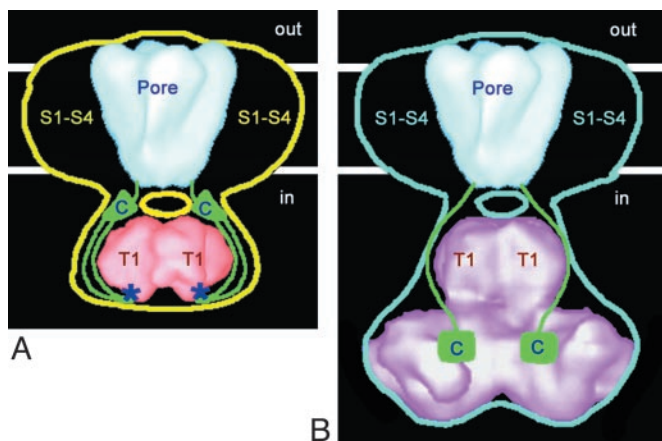 out
Pore
S1-S4
S1-S4
in
C
C
T1
T1
*
*
A
out
Pore
S1-S4
S1-S4
in
T1
T1
C
C
B